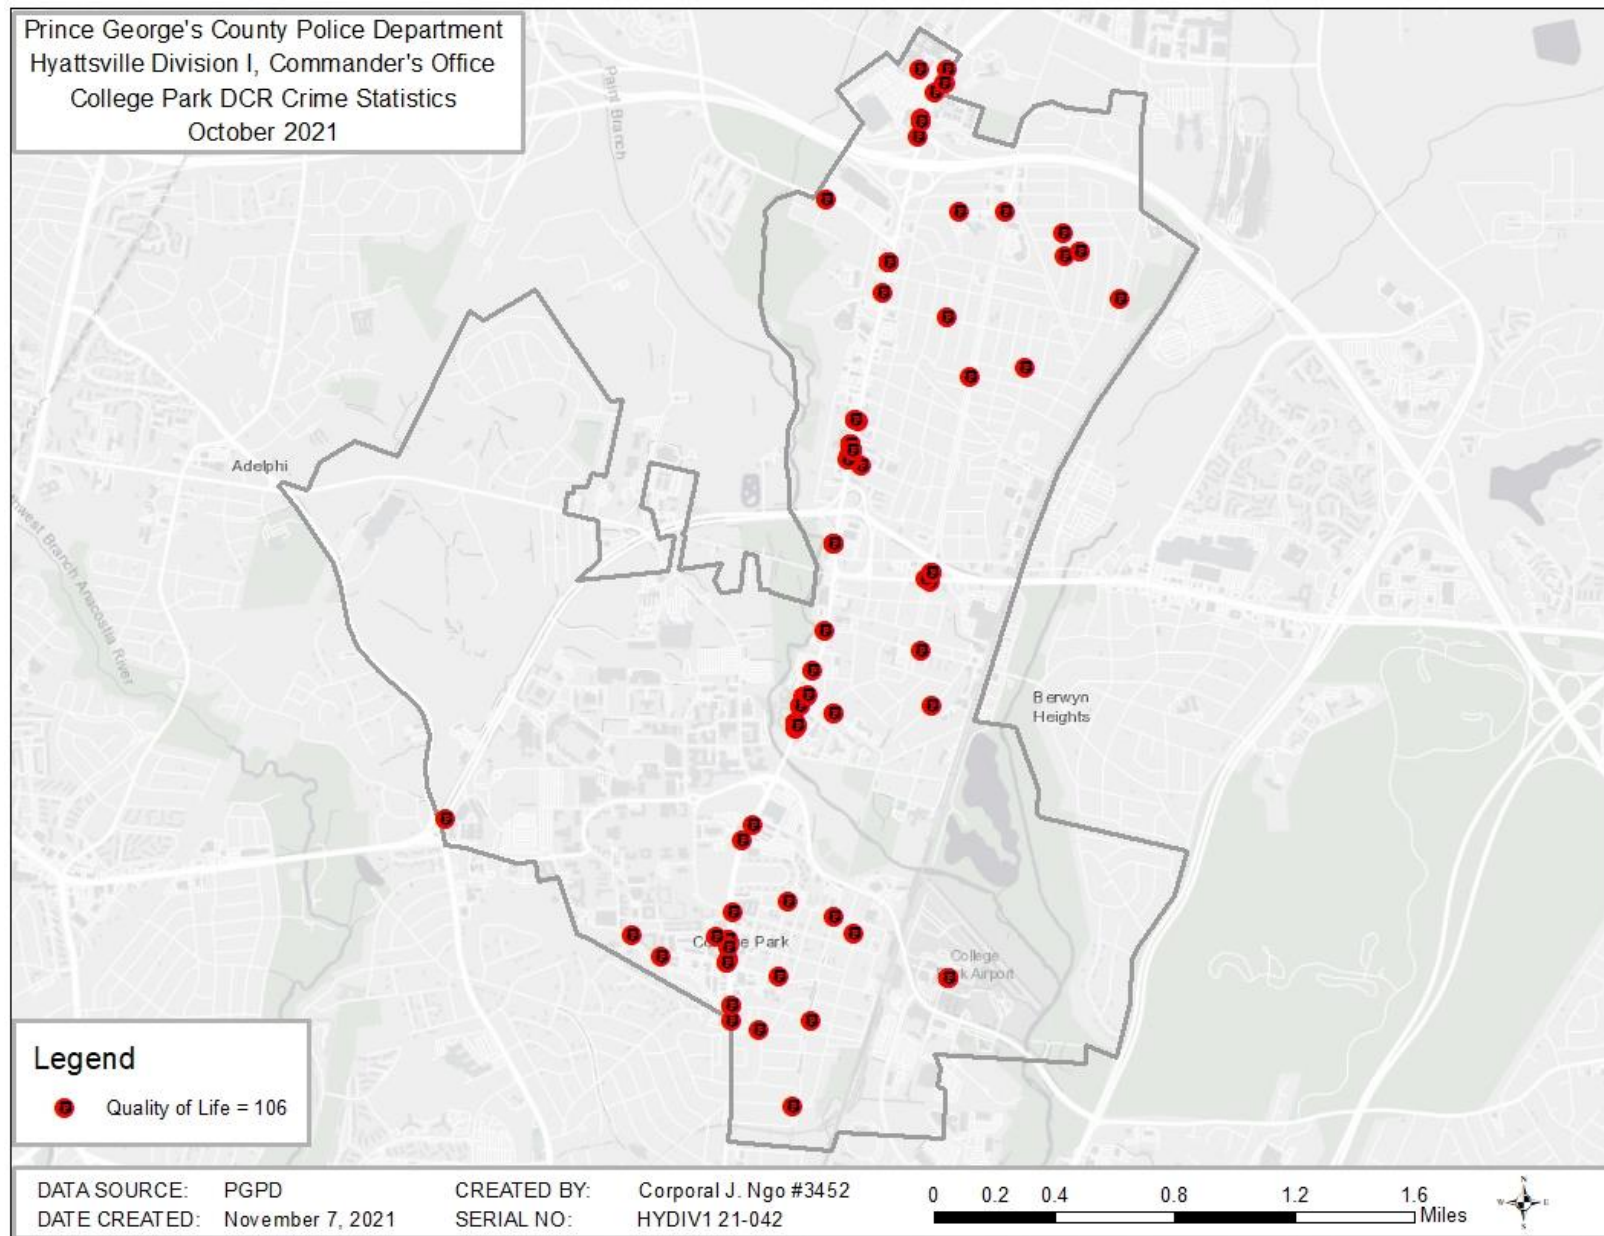 Prince George's County Police Department
Hyattsville Division I, Commander's Office
College Park DCR Crime Statistics
October 2021
Paint Branch
Adelphi
Branch Anacostia River
Berwyn
Heights
College Park
College
Airport
Legend
Quality of Life = 106
DATA SOURCE: PGPD
DATE CREATED: November 7, 2021
CREATED BY: Corporal J. Ngo #3452
SERIAL NO: HYDIV1 21-042
0 0.2 0.4 0.8 1.2 1.6
Miles
N
W E
S